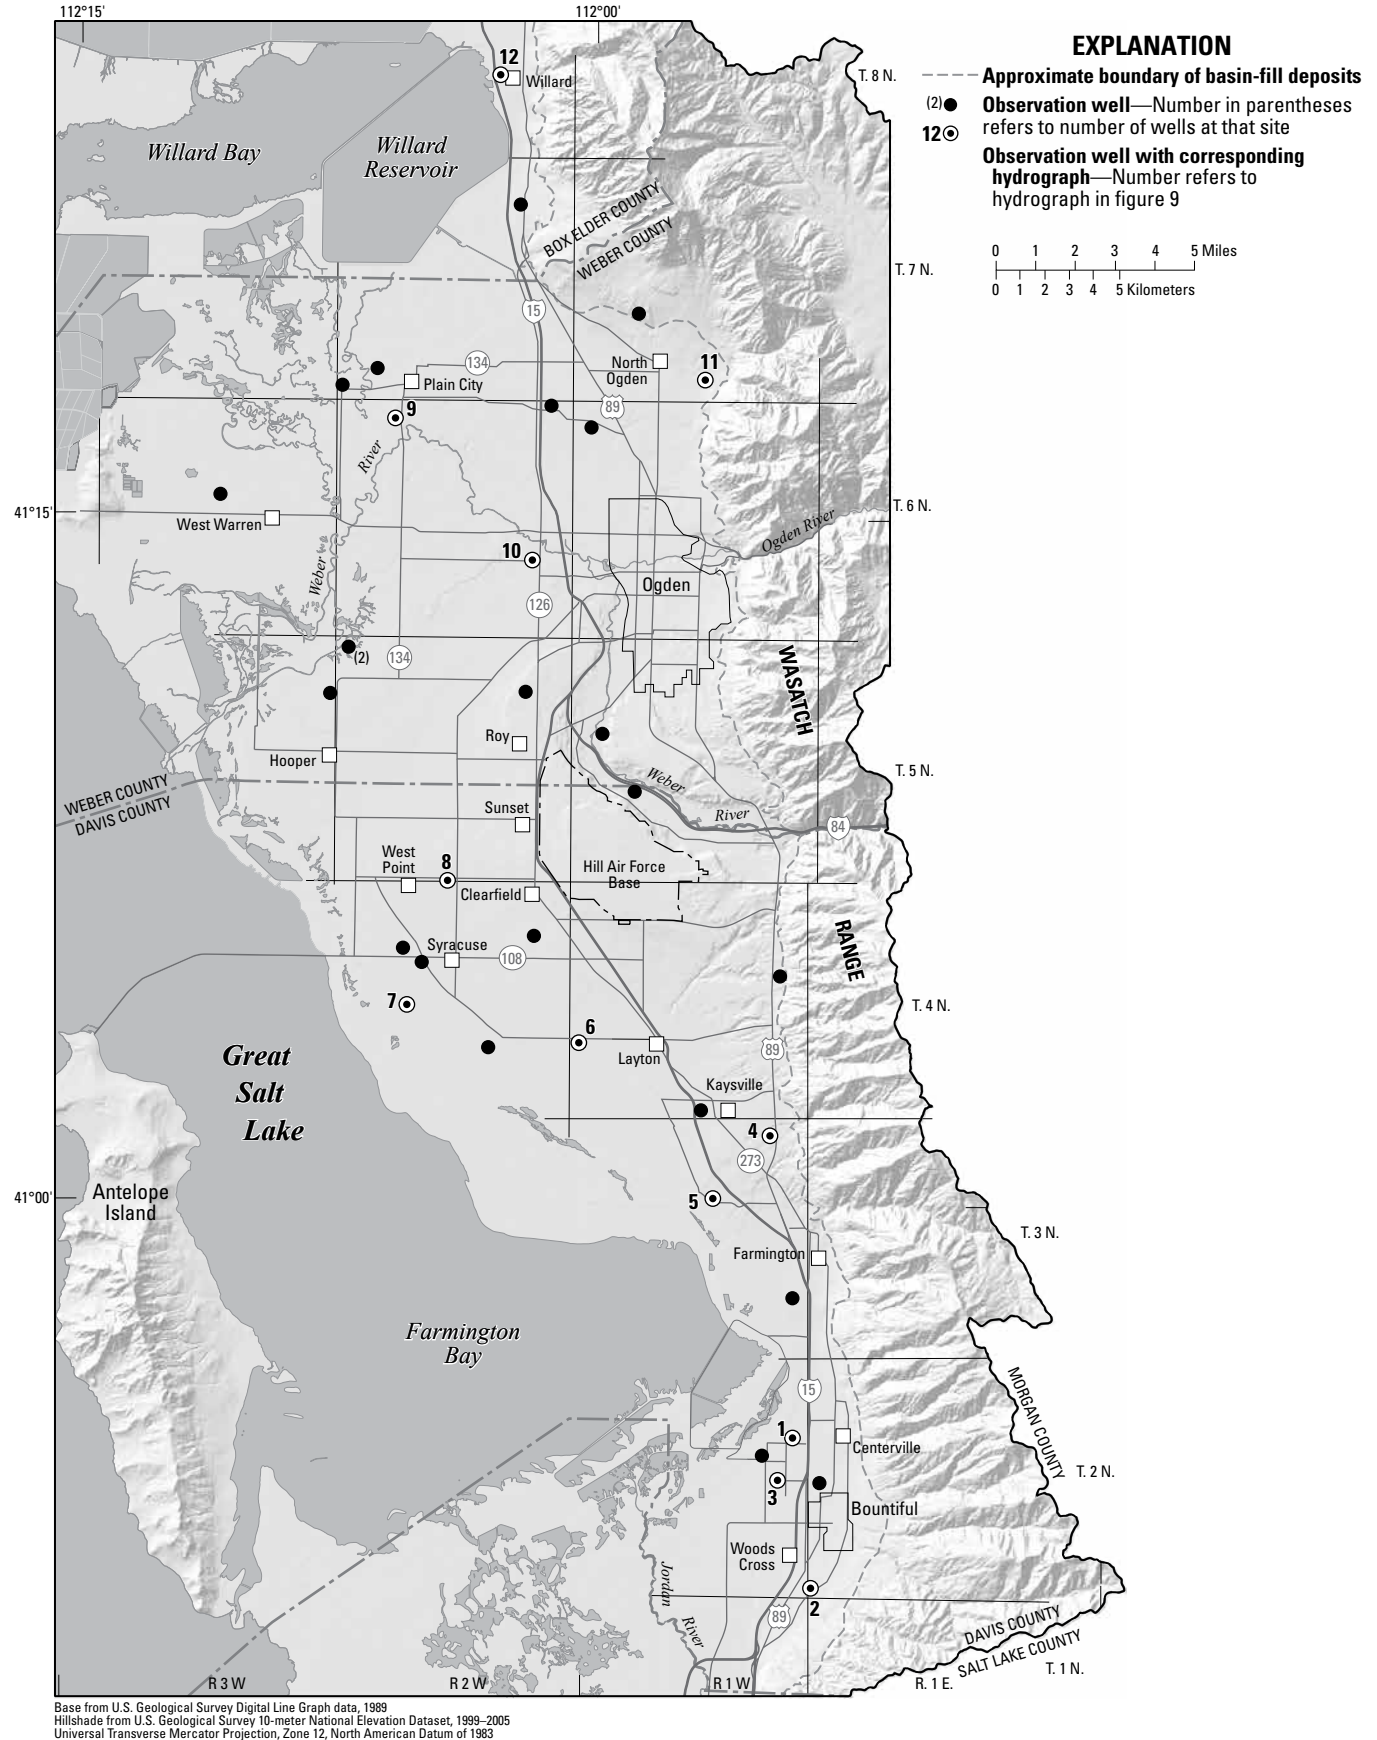 112°15'
112°00'
EXPLANATION
Approximate boundary of basin-fill deposits
(2) Observation well—Number in parentheses
refers to number of wells at that site
12
Observation well with corresponding
hydrograph—Number refers to
hydrograph in figure 9
0 1 2 3 4 5 Miles
0 1 2 3 4 5 Kilometers
T. 8 N.
12
Willard
Willard Bay
Willard
Reservoir
BOX ELDER COUNTY
WEBER COUNTY
T. 7 N.
15
134
North
Ogden
11
Plain City
9
89
River
41°15'
West Warren
T. 6 N.
Ogden River
10
Weber
Ogden
126
(2)
134
WASATCH
Roy
Hooper
T. 5 N.
WEBER COUNTY
DAVIS COUNTY
Weber
River
Sunset
84
West
Point
8
Hill Air Force
Base
Clearfield
RANGE
Syracuse
108
7
T. 4 N.
6
Great
Salt
Lake
Layton
89
Kaysville
4
273
41°00'
Antelope
Island
5
T. 3 N.
Farmington
Farmington
Bay
MORGAN COUNTY
15
1
Centerville
T. 2 N.
3
Bountiful
Woods
Cross
Jordan
River
2
89
DAVIS COUNTY
SALT LAKE COUNTY
T. 1 N.
R 3 W
R 2 W
R 1 W
R. 1 E.
Base from U.S. Geological Survey Digital Line Graph data, 1989
Hillshade from U.S. Geological Survey 10-meter National Elevation Dataset, 1999–2005
Universal Transverse Mercator Projection, Zone 12, North American Datum of 1983